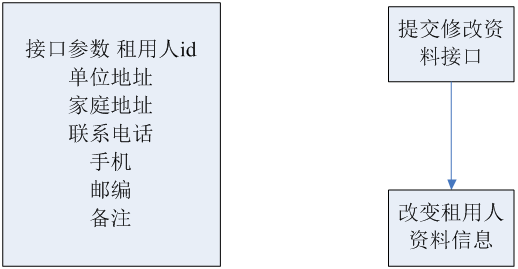 接口参数 租用人id
单位地址
家庭地址
联系电话
手机
邮编
备注
提交修改资
料接口
改变租用人
资料信息